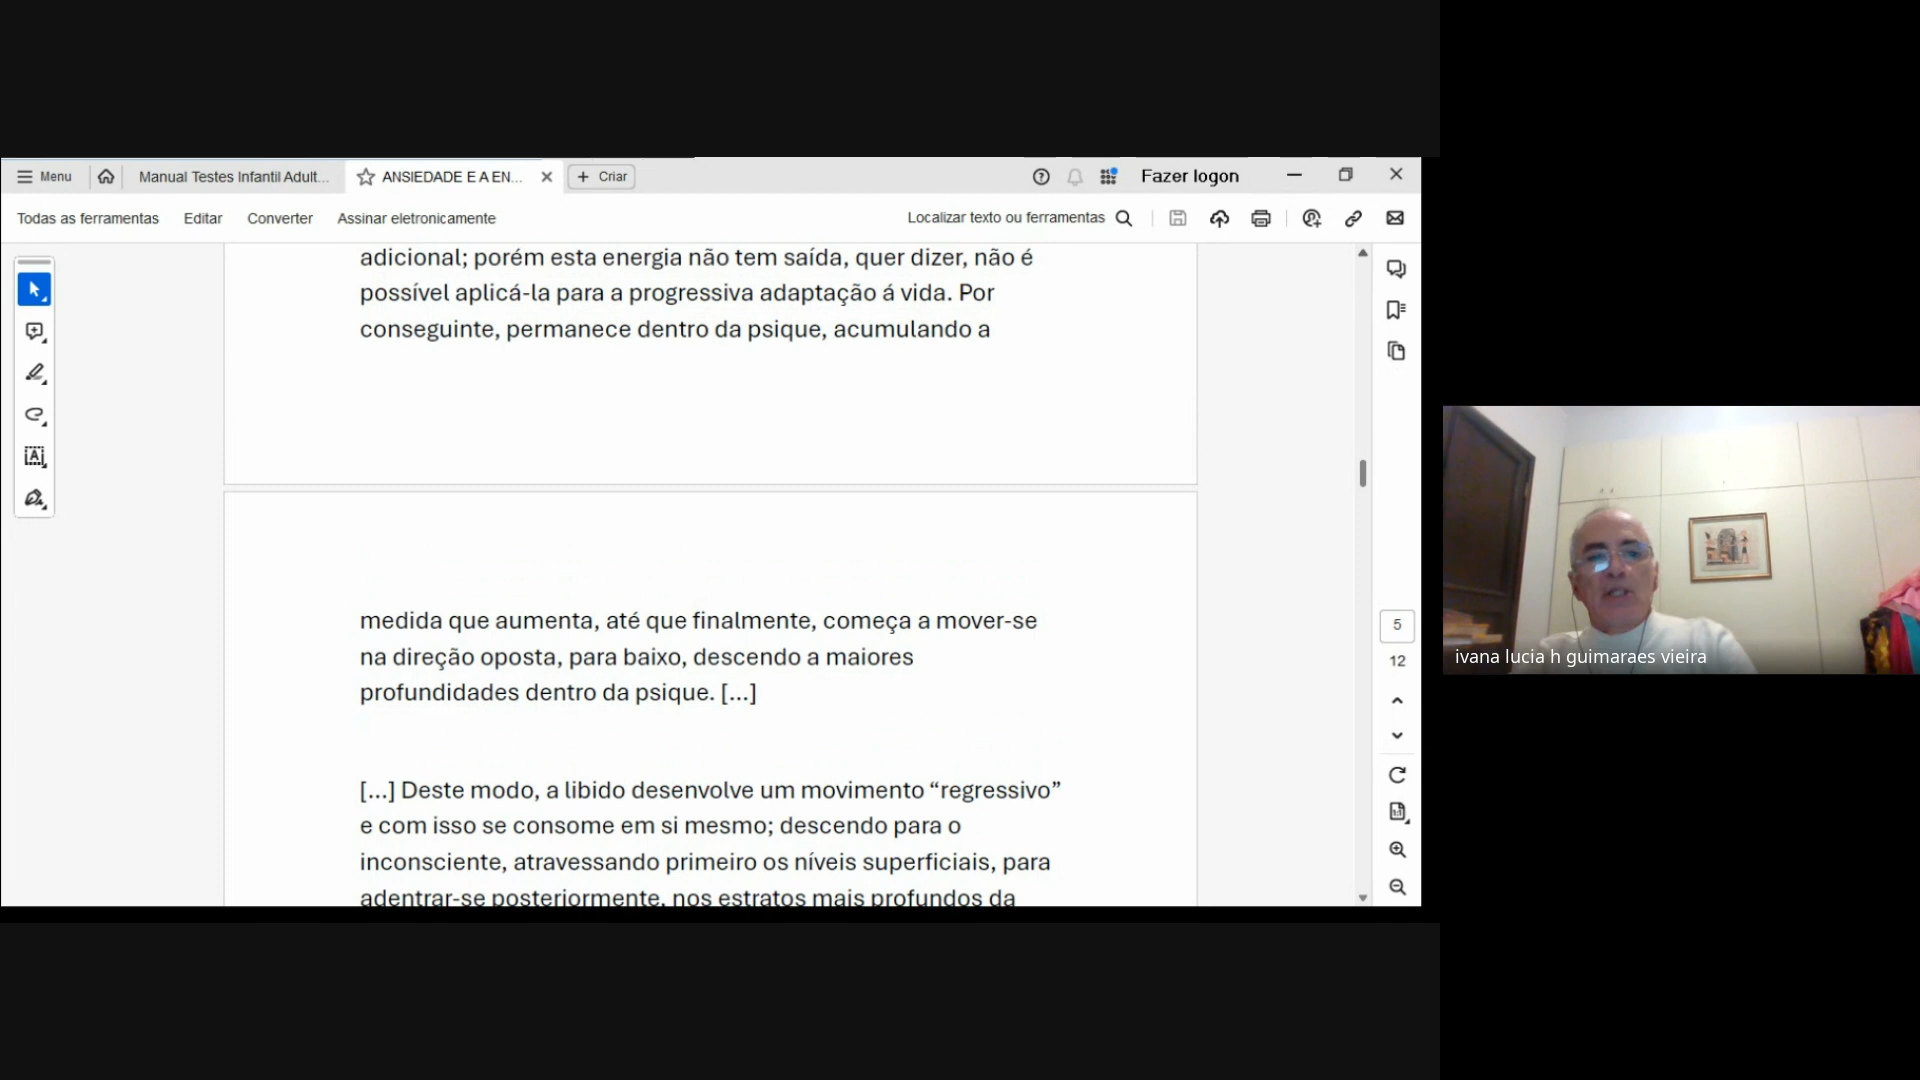 Menu
Manual Testes Infantil Adult...
ANSIEDADE E A EN...
Criar
Fazer logon
Todas as ferramentas
Editar
Converter
Assinar eletronicamente
Localizar texto ou ferramentas
adicional; porém esta energia não tem saída, quer dizer, não é
possível aplicá-la para a progressiva adaptação á vida. Por
conseguinte, permanece dentro da psique, acumulando a
medida que aumenta, até que finalmente, começa a mover-se
na direção oposta, para baixo, descendo a maiores
profundidades dentro da psique. [...]
[...] Deste modo, a libido desenvolve um movimento “regressivo”
e com isso se consome em si mesmo; descendo para o
inconsciente, atravessando primeiro os níveis superficiais, para
adentrar-se posteriormente, nos estratos mais profundos da
5
12
ivana lucia h guimaraes vieira